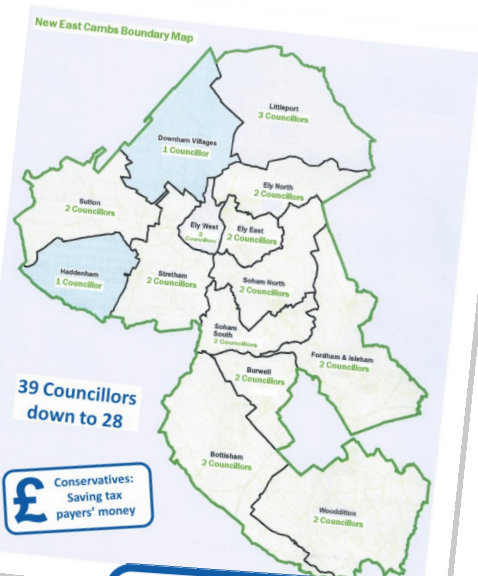 New East Cambs Boundary Map
Littleport
3 Councillors
Downham Villages
1 Councillor
Ely North
2 Councillors
Sutton
2 Councillors
Ely West
2
Councillors
Ely East
2 Councillors
Haddenham
1 Councillor
Stretham
2 Councillors
Soham North
2 Councillors
Soham
South
2 Councillors
Fordham & Isleham
2 Councillors
Burwell
2 Councillors
39 Councillors
down to 28
Bottisham
2 Councillors
£
Conservatives:
Saving tax
payers' money
Woodditton
2 Councillors